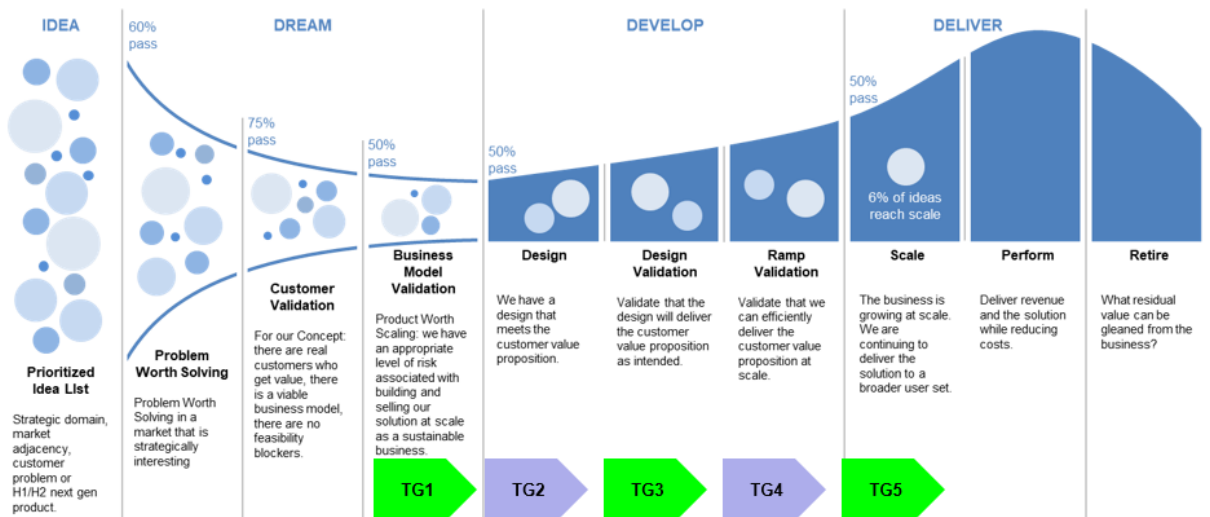 IDEA
DREAM
DEVELOP
DELIVER
60%
pass
75%
pass
50%
pass
50%
pass
50%
pass
6% of ideas
reach scale
Prioritized
Idea LIst
Strategic domain,
market
adjacency,
customer
problem or
H1/H2 next gen
product.
Problem
Worth Solving
Problem Worth
Solving in a
market that is
strategically
interesting
Customer
Validation
For our Concept:
there are real
customers who
get value, there
is a viable
business model,
there are no
feasibility
blockers.
Business
Model
Validation
Product Worth
Scaling: we have
an appropriate
level of risk
associated with
building and
selling our
solution at scale
as a sustainable
business.
Design
We have a
design that
meets the
customer value
proposition.
Design
Validation
Validate that the
design will deliver
the customer
value proposition
as intended.
Ramp
Validation
Validate that we
can efficiently
deliver the
customer value
proposition at
scale.
Scale
The business is
growing at scale.
We are
continuing to
deliver the
solution to a
broader user set.
Perform
Deliver revenue
and the solution
while reducing
costs.
Retire
What residual
value can be
gleaned from the
business?
TG1
TG2
TG3
TG4
TG5